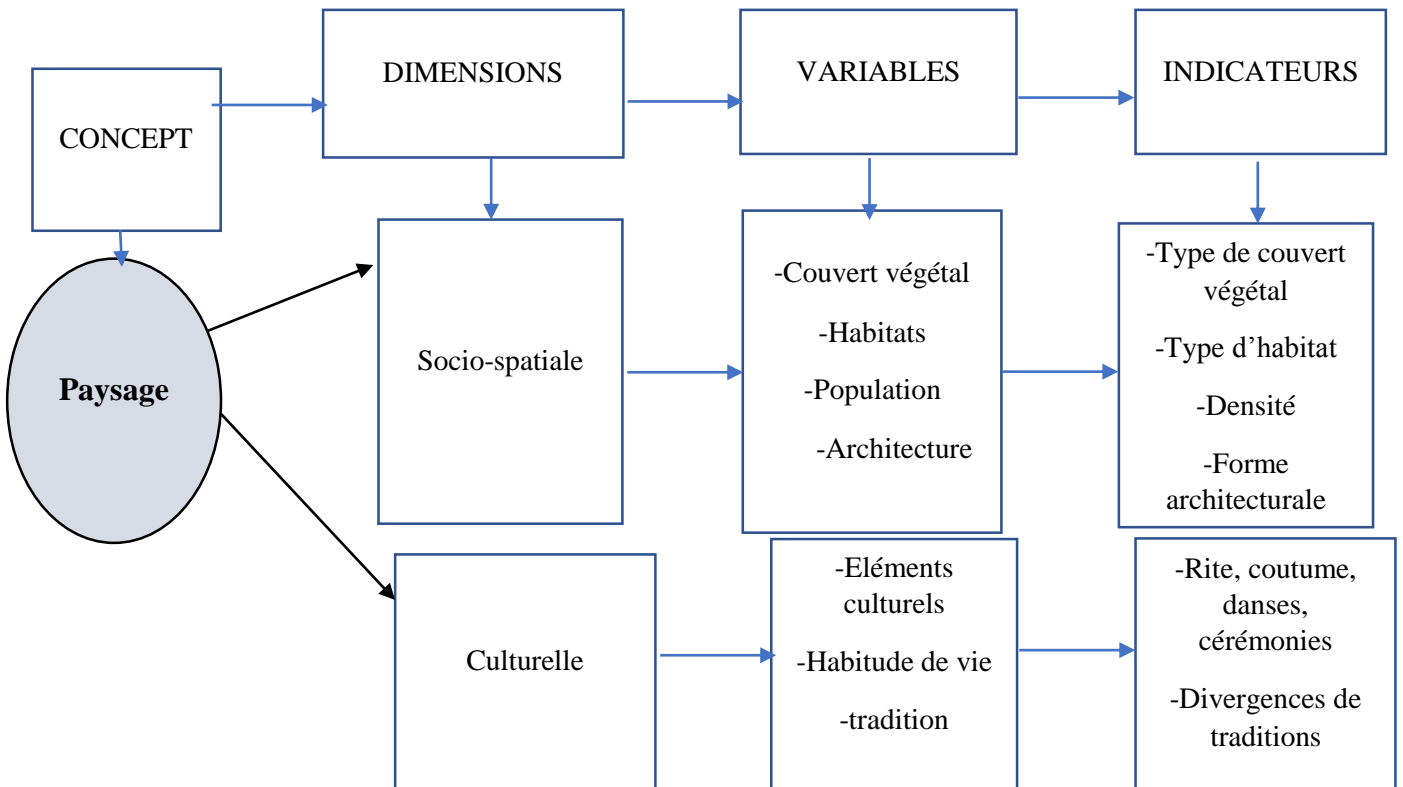 CONCEPT
DIMENSIONS
VARIABLES
INDICATEURS
Paysage
Socio-spatiale
-Couvert végétal
-Habitats
-Population
-Architecture
-Type de couvert
végétal
-Type d’habitat
-Densité
-Forme
architecturale
Culturelle
-Eléments
culturels
-Habitude de vie
-tradition
-Rite, coutume,
danses,
cérémonies
-Divergences de
traditions